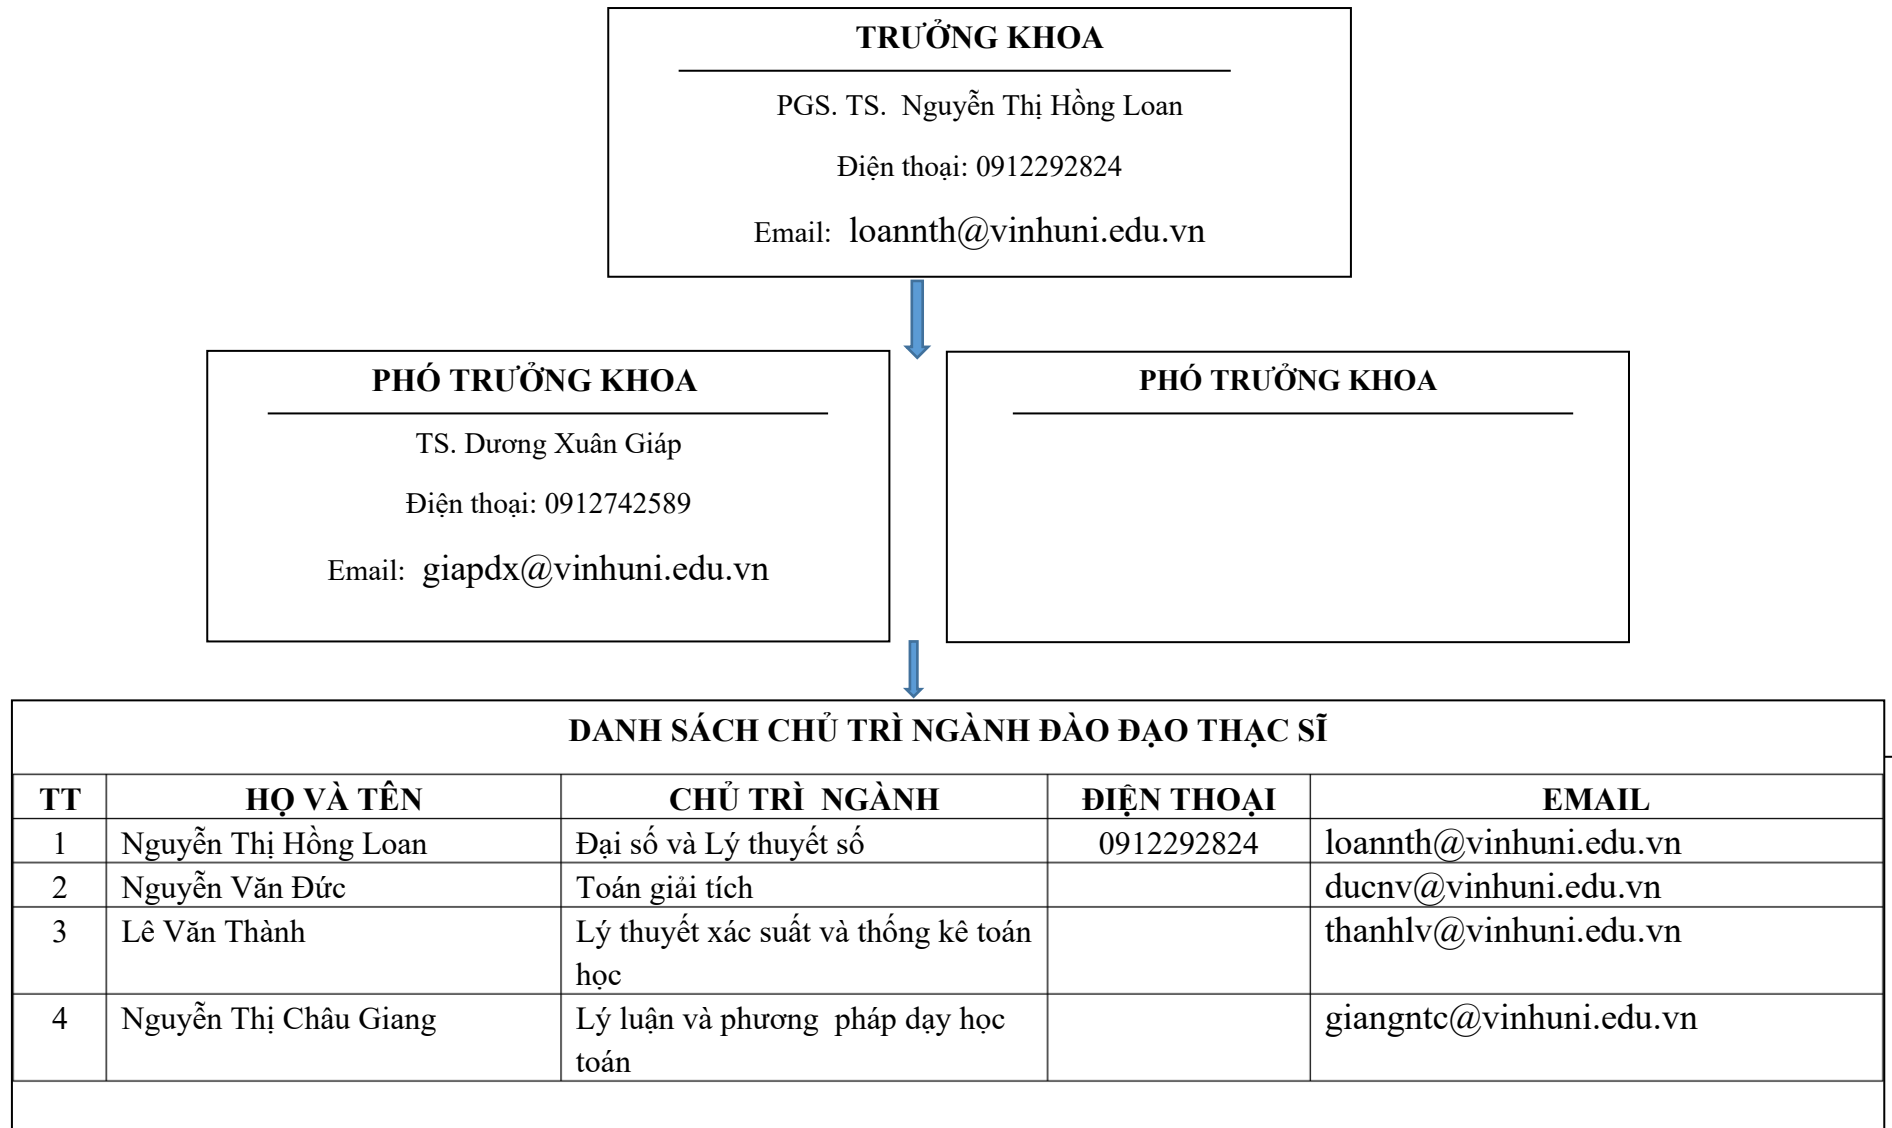 TRƯỞNG KHOA
PGS. TS. Nguyễn Thị Hồng Loan
Điện thoại: 0912292824
Email: loannth@vinhuni.edu.vn
PHÓ TRƯỞNG KHOA
TS. Dương Xuân Giáp
Điện thoại: 0912742589
Email: giapdx@vinhuni.edu.vn
PHÓ TRƯỞNG KHOA
DANH SÁCH CHỦ TRÌ NGÀNH ĐÀO ĐẠO THẠC SĨ
TT HỌ VÀ TÊN CHỦ TRÌ NGÀNH ĐIỆN THOẠI EMAIL
1 Nguyễn Thị Hồng Loan Đại số và Lý thuyết số 0912292824 loannth@vinhuni.edu.vn
2 Nguyễn Văn Đức Toán giải tích ducnv@vinhuni.edu.vn
3 Lê Văn Thành Lý thuyết xác suất và thống kê toán thanhlv@vinhuni.edu.vn
học
4 Nguyễn Thị Châu Giang Lý luận và phương pháp dạy học giangntc@vinhuni.edu.vn
toán